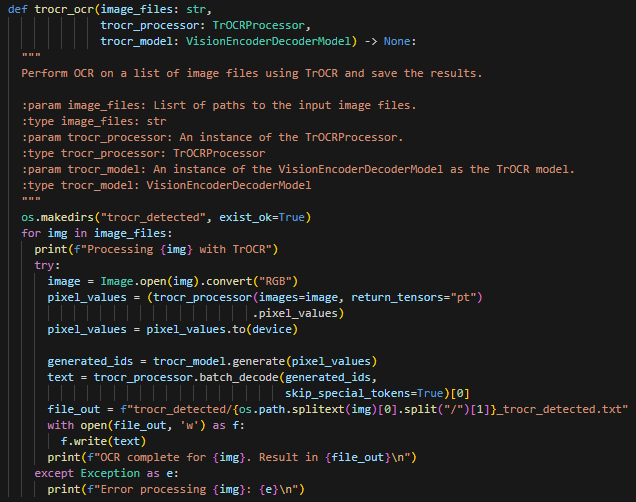 def trocr_ocr(image_files: str,
              trocr_processor: TrOCRProcessor,
              trocr_model: VisionEncoderDecoderModel) -> None:
  """
  Perform OCR on a list of image files using TrOCR and save the results.

  :param image_files: Lisrt of paths to the input image files.
  :type image_files: str
  :param trocr_processor: An instance of the TrOCRProcessor.
  :type trocr_processor: TrOCRProcessor
  :param trocr_model: An instance of the VisionEncoderDecoderModel as the TrOCR model.
  :type trocr_model: VisionEncoderDecoderModel
  """
  os.makedirs("trocr_detected", exist_ok=True)
  for img in image_files:
    print(f"Processing {img} with TrOCR")
    try:
      image = Image.open(img).convert("RGB")
      pixel_values = (trocr_processor(images=image, return_tensors="pt")
                                     .pixel_values)
      pixel_values = pixel_values.to(device)

      generated_ids = trocr_model.generate(pixel_values)
      text = trocr_processor.batch_decode(generated_ids,
                                          skip_special_tokens=True)[0]
      file_out = f"trocr_detected/{os.path.splitext(img)[0].split("/")[1]}_trocr_detected.txt"
      with open(file_out, 'w') as f:
        f.write(text)
      print(f"OCR complete for {img}. Result in {file_out}\n")
    except Exception as e:
      print(f"Error processing {img}: {e}\n")